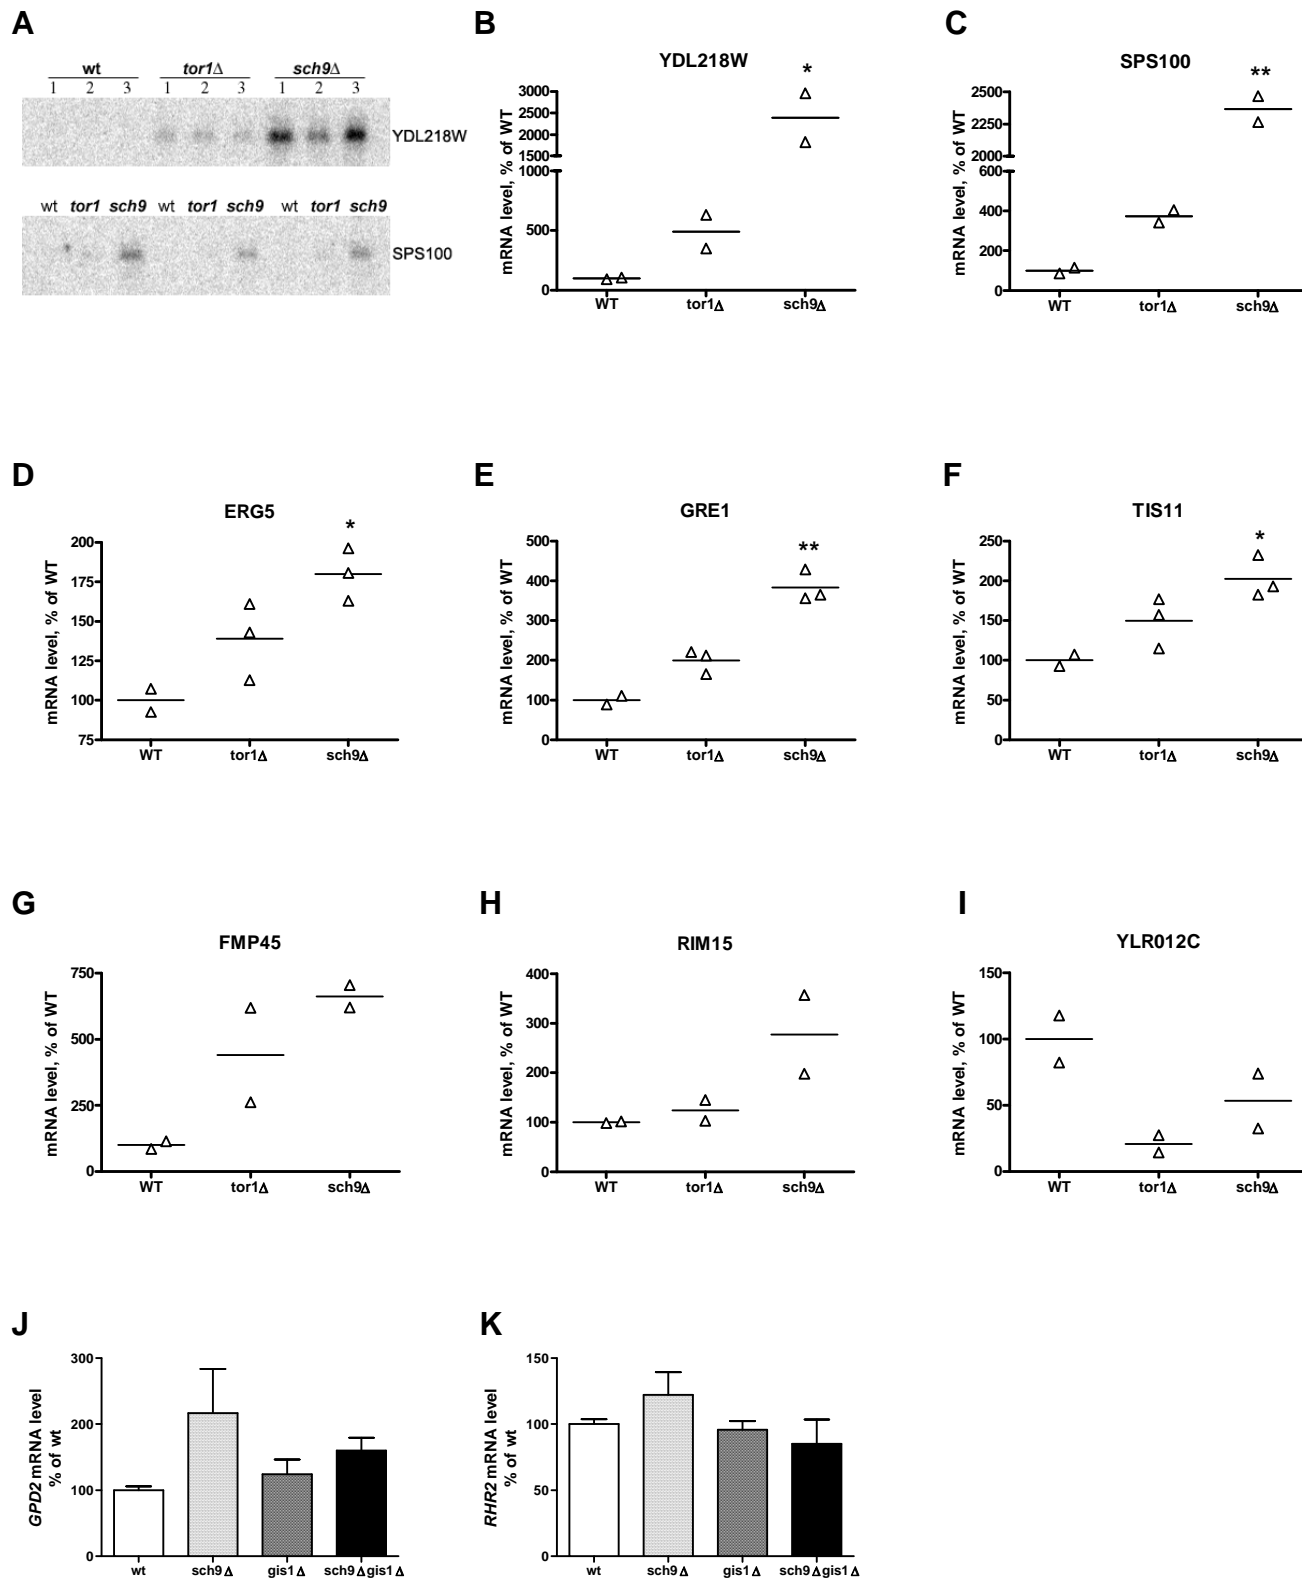 A
wt tor1Δ sch9Δ
1 2 3 1 2 3 1 2 3
YDL218W
wt tor1 sch9 wt tor1 sch9 wt tor1 sch9
SPS100
B
YDL218W
*
mRNA level, % of WT
3000
2500
2000
1500
1000
500
0
WT tor1Δ sch9Δ
C
SPS100
**
mRNA level, % of WT
2500
2250
2000
600
400
200
0
WT tor1Δ sch9Δ
D
ERG5
*
mRNA level, % of WT
200
175
150
125
100
75
WT tor1Δ sch9Δ
E
GRE1
**
mRNA level, % of WT
500
400
300
200
100
0
WT tor1Δ sch9Δ
F
TIS11
*
mRNA level, % of WT
250
200
150
100
50
0
WT tor1Δ sch9Δ
G
FMP45
mRNA level, % of WT
750
500
250
0
WT tor1Δ sch9Δ
H
RIM15
mRNA level, % of WT
400
300
200
100
0
WT tor1Δ sch9Δ
I
YLR012C
mRNA level, % of WT
150
100
50
0
WT tor1Δ sch9Δ
J
GPD2 mRNA level
% of wt
300
200
100
0
wt sch9Δ gis1Δ sch9Δgis1Δ
K
RHR2 mRNA level
% of wt
150
100
50
0
wt sch9Δ gis1Δ sch9Δgis1Δ